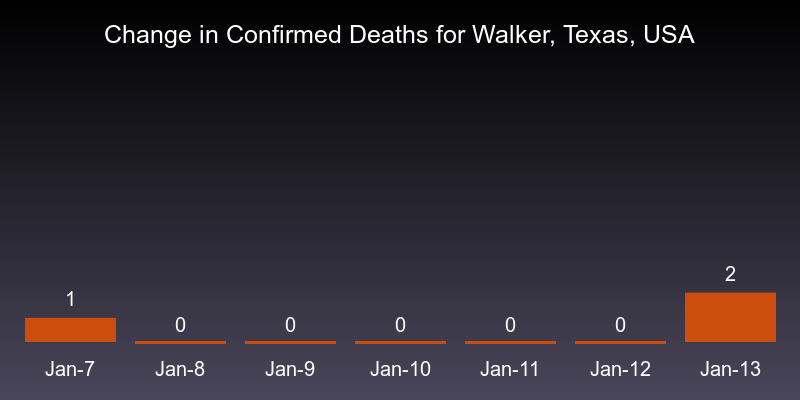 Change in Confirmed Deaths for Walker, Texas, USA
1 0 0 0 0 0 2
Jan-7 Jan-8 Jan-9 Jan-10 Jan-11 Jan-12 Jan-13